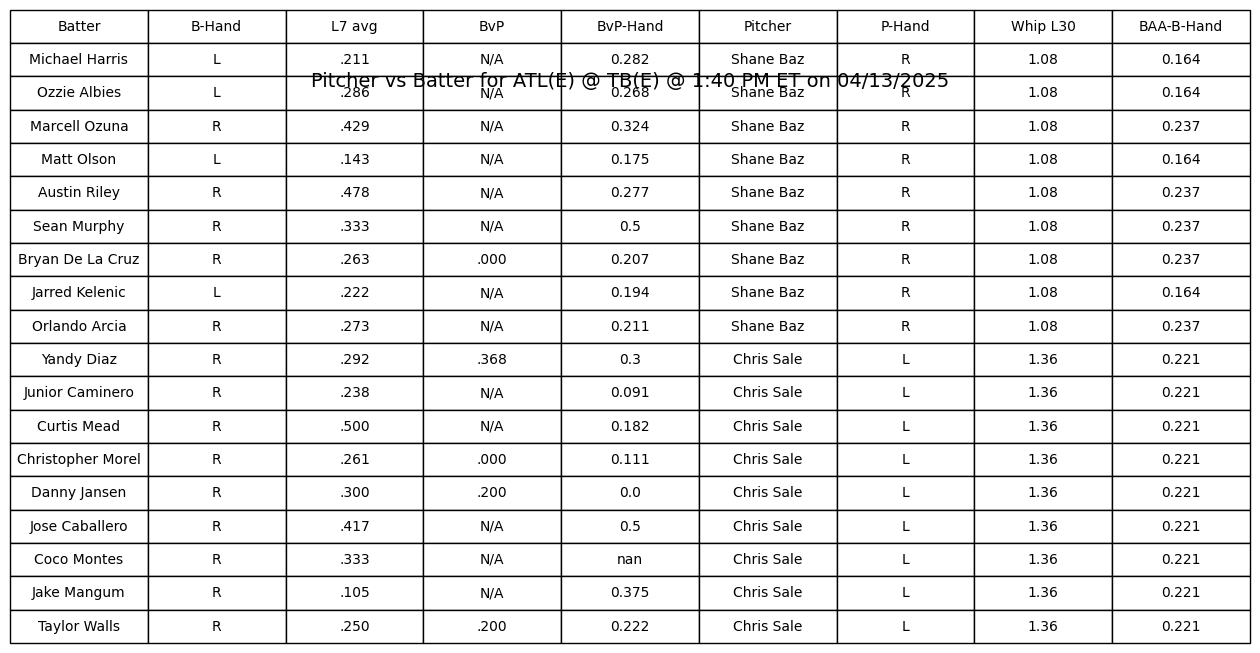 Batter B-Hand L7 avg BvP BvP-Hand Pitcher P-Hand Whip L30 BAA-B-Hand
Michael Harris L .211 N/A 0.282 Shane Baz R 1.08 0.164
Pitcher vs Batter for ATL(E) @ TB(E) @ 1:40 PM ET on 04/13/2025
Ozzie Albies L .286 N/A 0.268 Shane Baz R 1.08 0.164
Marcell Ozuna R .429 N/A 0.324 Shane Baz R 1.08 0.237
Matt Olson L .143 N/A 0.175 Shane Baz R 1.08 0.164
Austin Riley R .478 N/A 0.277 Shane Baz R 1.08 0.237
Sean Murphy R .333 N/A 0.5 Shane Baz R 1.08 0.237
Bryan De La Cruz R .263 .000 0.207 Shane Baz R 1.08 0.237
Jarred Kelenic L .222 N/A 0.194 Shane Baz R 1.08 0.164
Orlando Arcia R .273 N/A 0.211 Shane Baz R 1.08 0.237
Yandy Diaz R .292 .368 0.3 Chris Sale L 1.36 0.221
Junior Caminero R .238 N/A 0.091 Chris Sale L 1.36 0.221
Curtis Mead R .500 N/A 0.182 Chris Sale L 1.36 0.221
Christopher Morel R .261 .000 0.111 Chris Sale L 1.36 0.221
Danny Jansen R .300 .200 0.0 Chris Sale L 1.36 0.221
Jose Caballero R .417 N/A 0.5 Chris Sale L 1.36 0.221
Coco Montes R .333 N/A nan Chris Sale L 1.36 0.221
Jake Mangum R .105 N/A 0.375 Chris Sale L 1.36 0.221
Taylor Walls R .250 .200 0.222 Chris Sale L 1.36 0.221